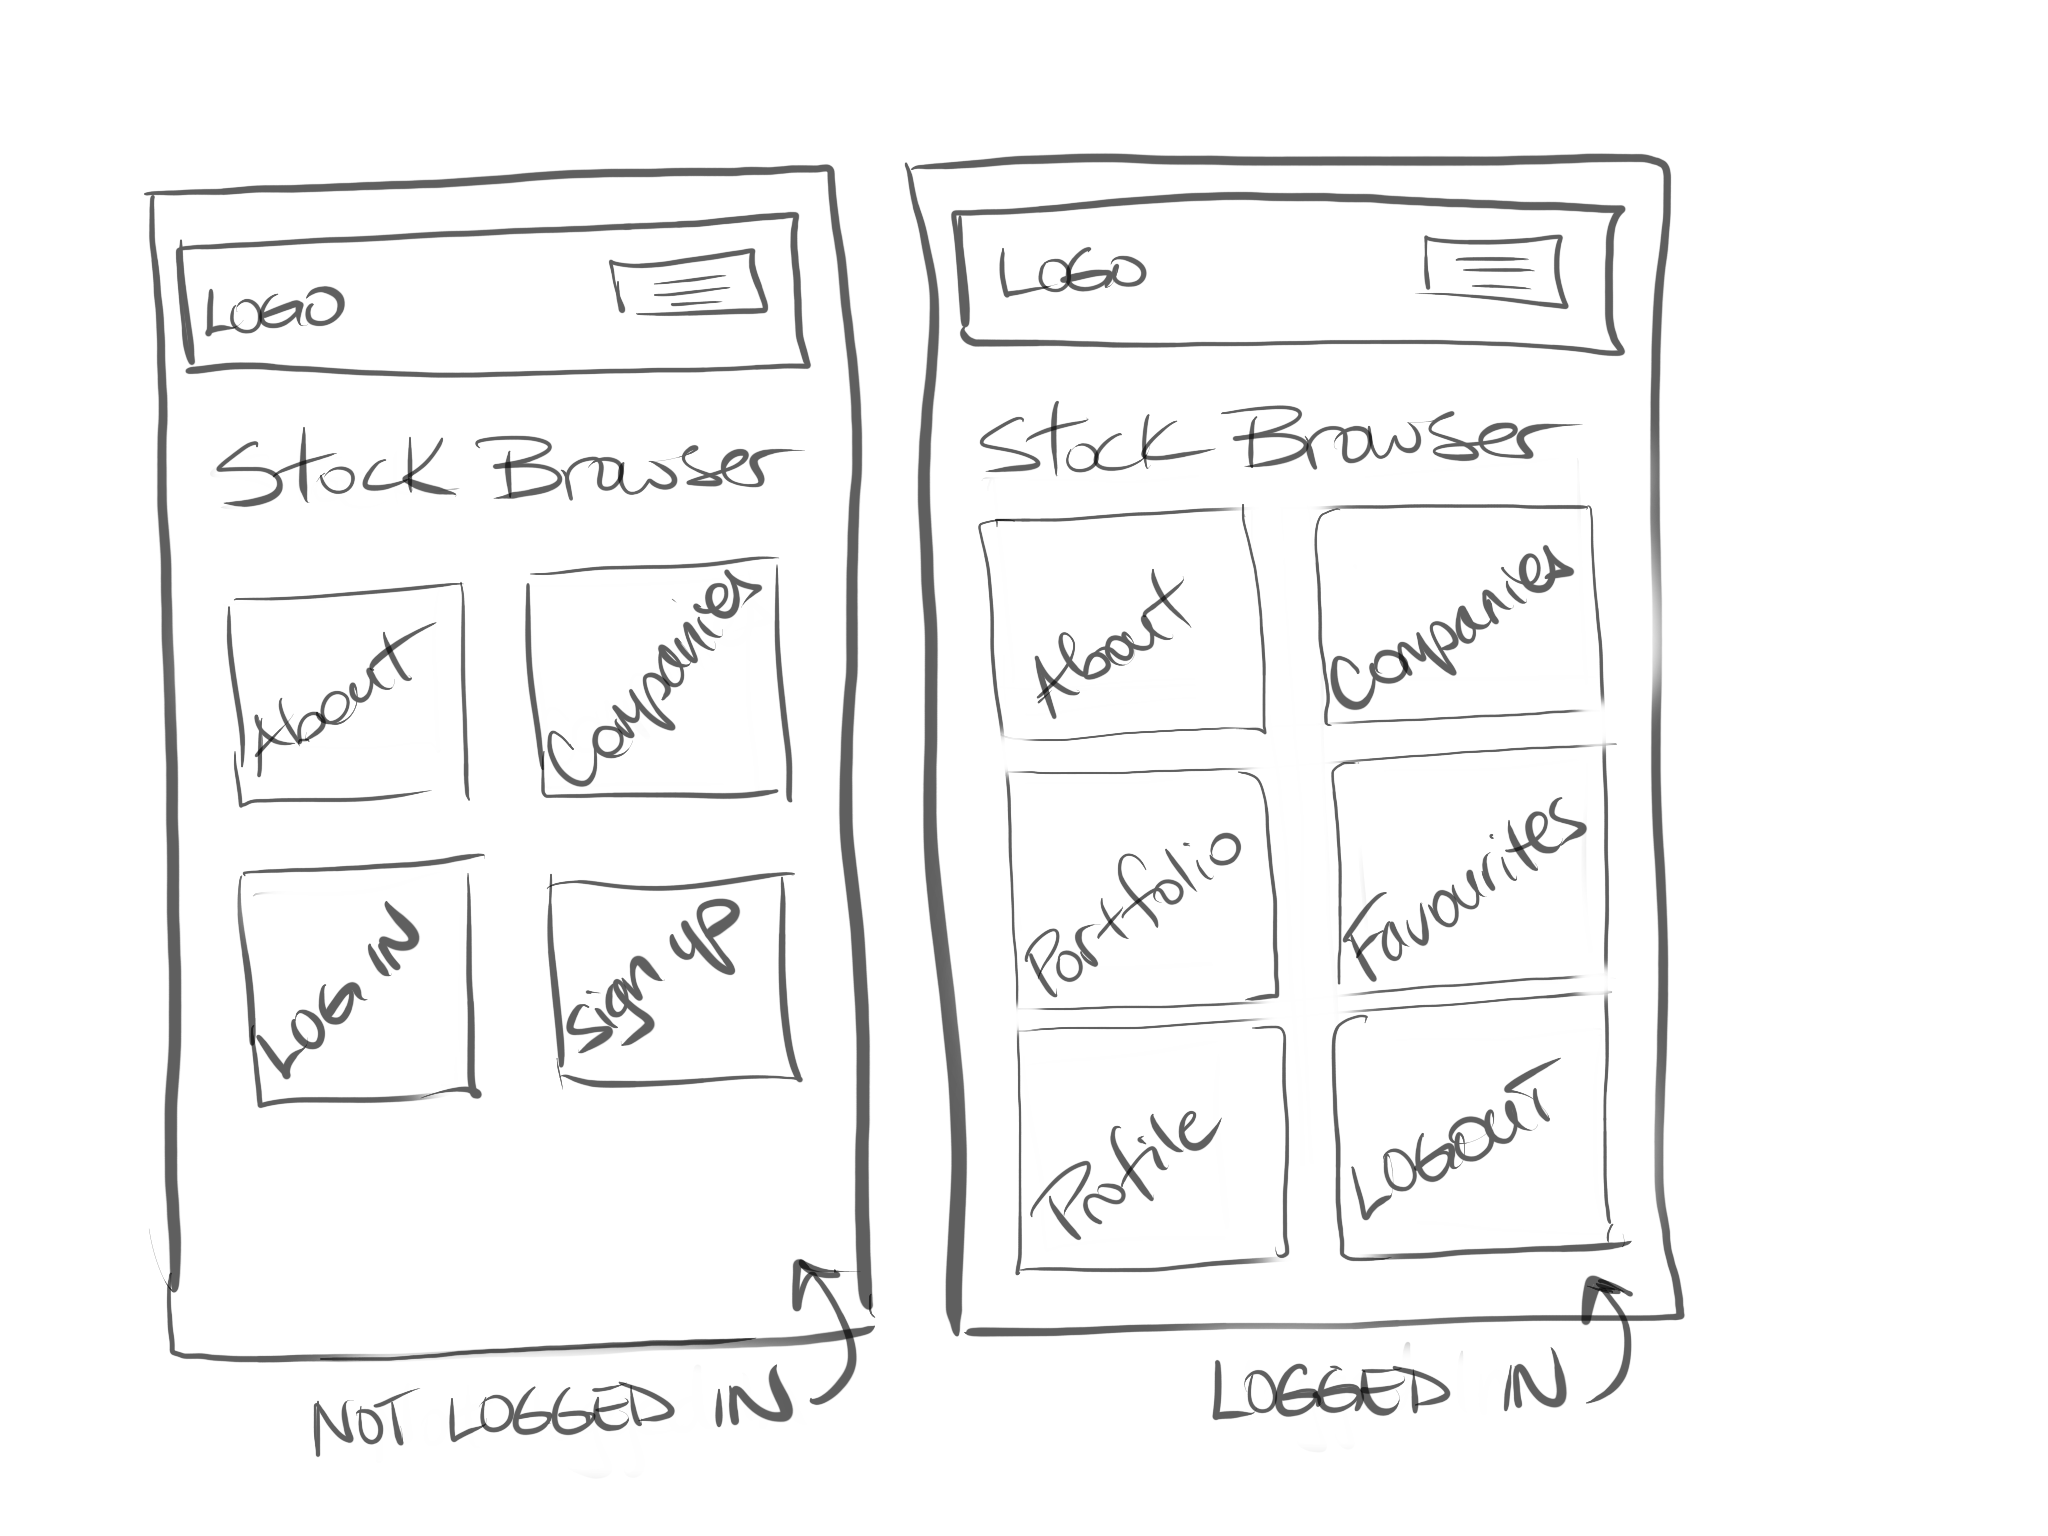 LOGO
Stock Browser
About
Companies
LOG IN
Sign up
NOT LOGGED IN
LOGO
Stock Browser
About
Companies
Portfolio
Favourites
Profile
LOGOUT
LOGGED IN